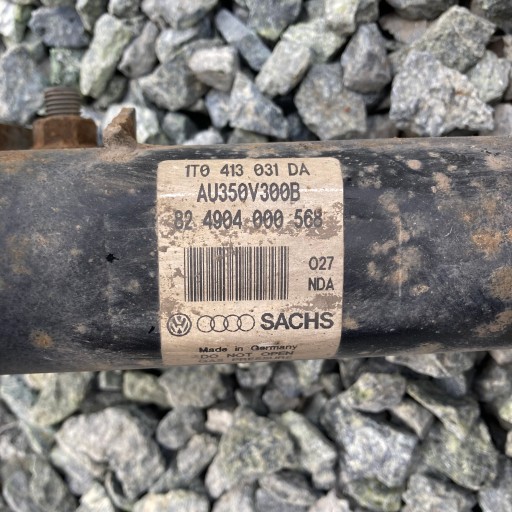 1T0 413 031 DA
AU350V300B
82 4904 000 568
027
NDA
SACHS
Made in Germany
DO NOT OPEN